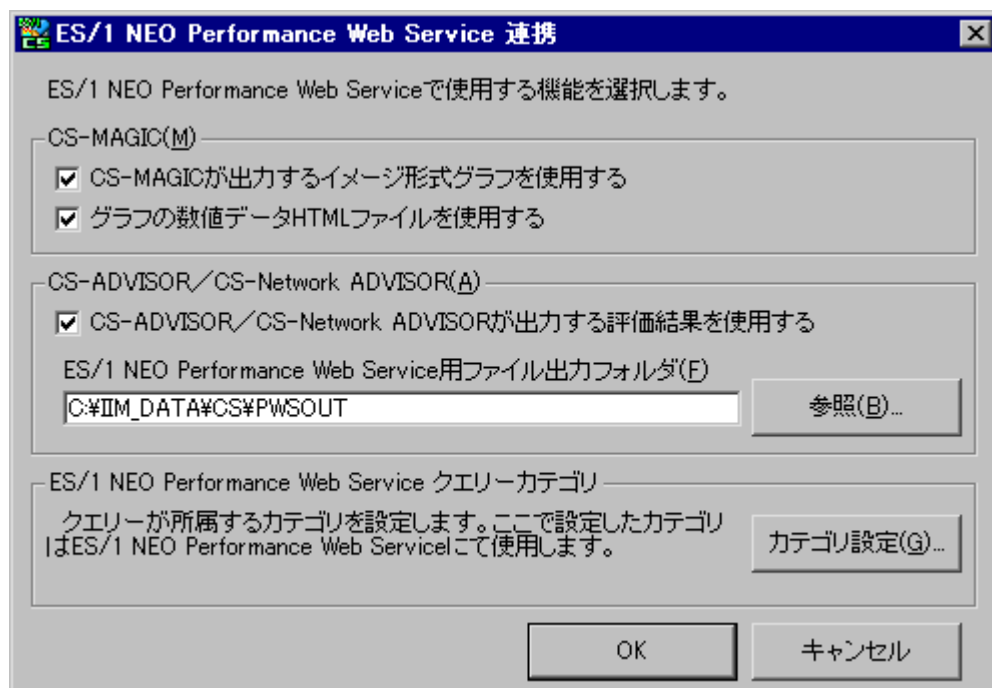 ES/1 NEO Performance Web Service 連携
ES/1 NEO Performance Web Serviceで使用する機能を選択します。
CS-MAGIC(M)
CS-MAGICが出力するイメージ形式グラフを使用する
グラフの数値データHTMLファイルを使用する
CS-ADVISOR／CS-Network ADVISOR(A)
CS-ADVISOR／CS-Network ADVISORが出力する評価結果を使用する
ES/1 NEO Performance Web Service用ファイル出力フォルダ(F)
C:¥IIM_DATA¥CS¥PWSOUT
参照(B)...
ES/1 NEO Performance Web Service クエリーカテゴリ
クエリーが所属するカテゴリを設定します。ここで設定したカテゴリ
はES/1 NEO Performance Web Serviceにて使用します。
カテゴリ設定(G)...
OK
キャンセル